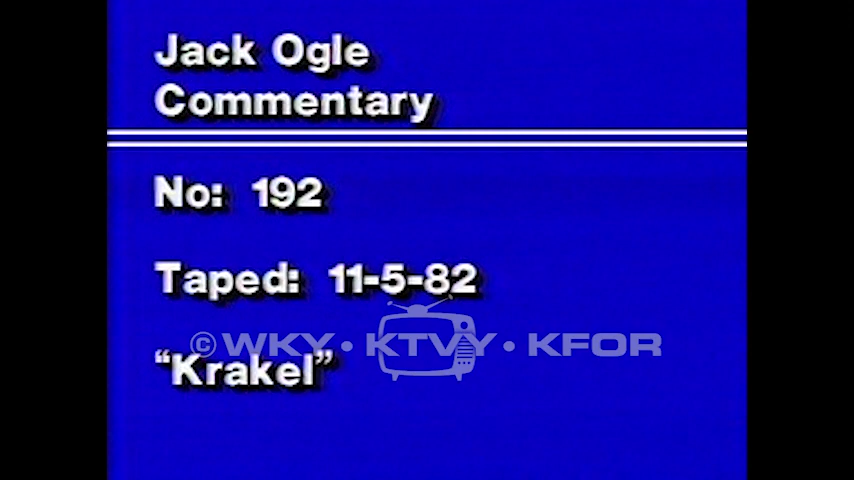 Jack Ogle
Commentary
No: 192
Taped: 11-5-82
©WKY • KTVY • KFOR
“Krakel”